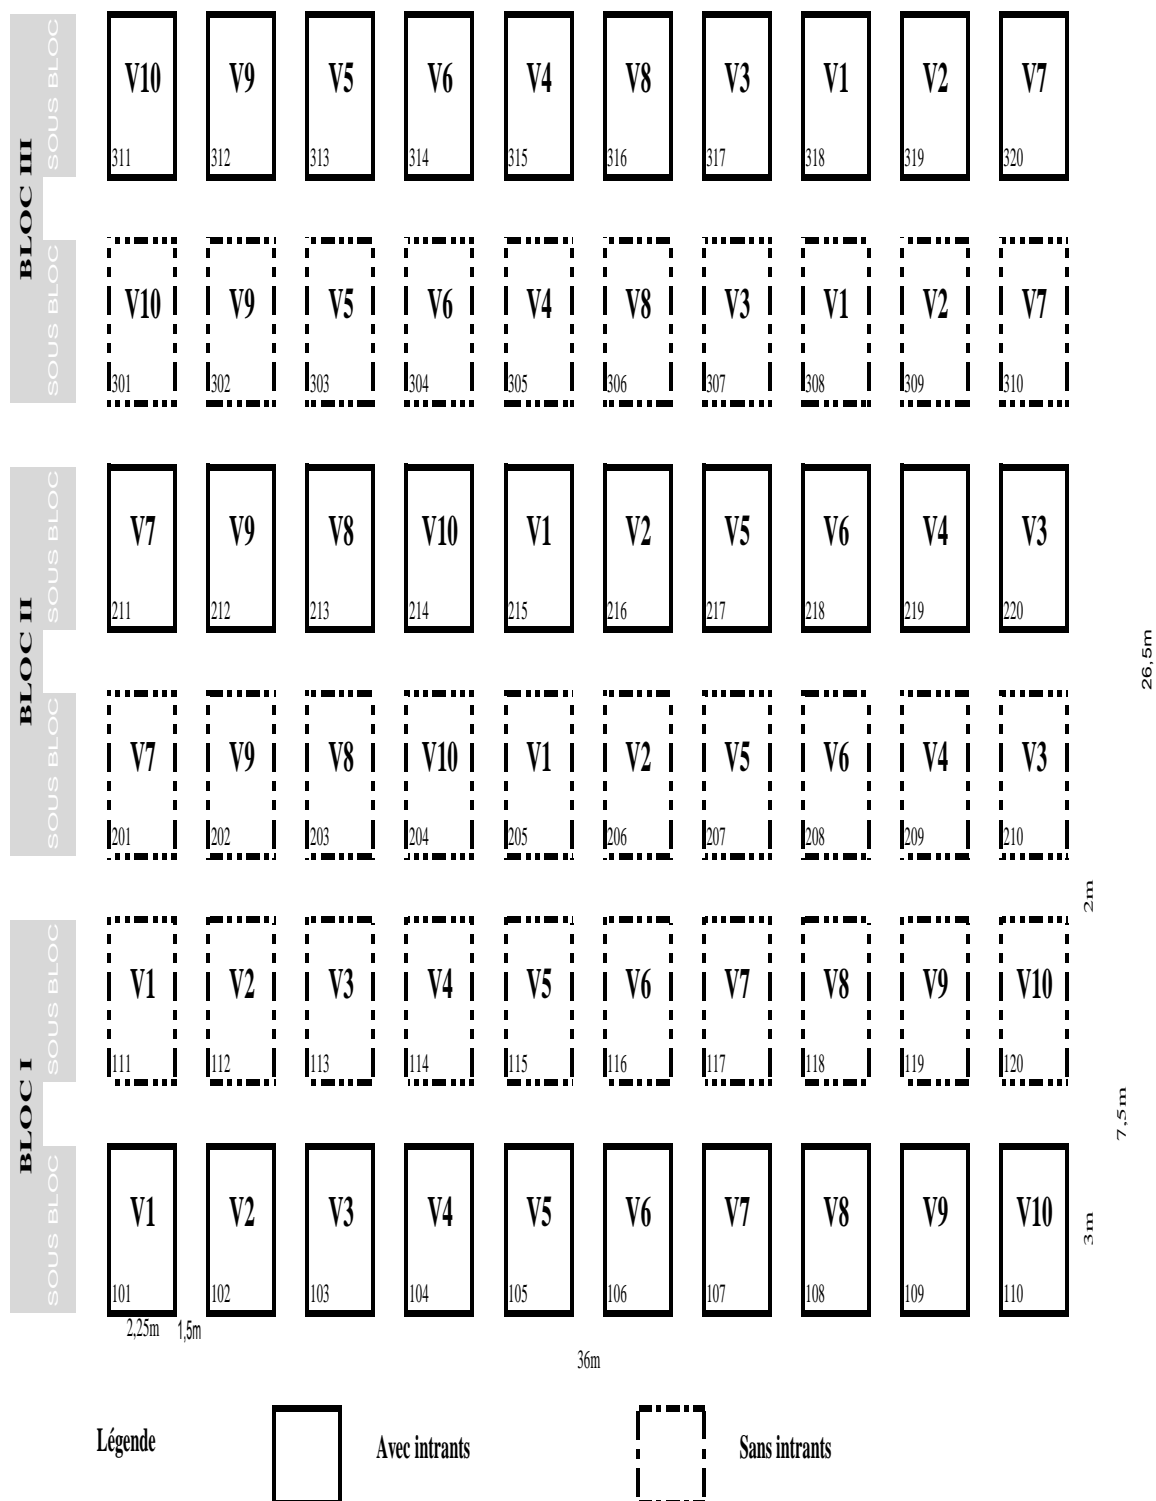 SOUS BLOC
BLOC III
SOUS BLOC
V10 V9 V5 V6 V4 V8 V3 V1 V2 V7
311 312 313 314 315 316 317 318 319 320
V10 V9 V5 V6 V4 V8 V3 V1 V2 V7
301 302 303 304 305 306 307 308 309 310
SOUS BLOC
BLOC II
SOUS BLOC
V7 V9 V8 V10 V1 V2 V5 V6 V4 V3
211 212 213 214 215 216 217 218 219 220
26,5m
V7 V9 V8 V10 V1 V2 V5 V6 V4 V3
201 202 203 204 205 206 207 208 209 210
2m
SOUS BLOC
BLOC I
SOUS BLOC
V1 V2 V3 V4 V5 V6 V7 V8 V9 V10
111 112 113 114 115 116 117 118 119 120
7,5m
V1 V2 V3 V4 V5 V6 V7 V8 V9 V10
3m
101 102 103 104 105 106 107 108 109 110
2,25m 1,5m
36m
Légende Avec intrants Sans intrants